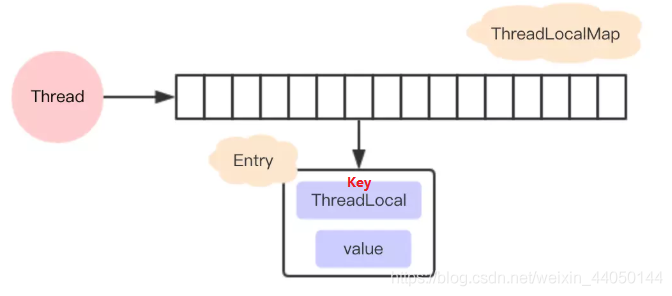 ThreadLocalMap
Thread
Entry
Key
ThreadLocal
value
https://blog.csdn.net/weixin_44050144